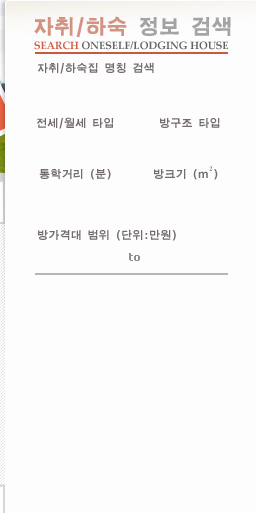 자취/하숙 정보 검색
SEARCH ONESELF/LODGING HOUSE
자취/하숙집 명칭 검색
전세/월세 타입 방구조 타입
통학거리 (분) 방크기 (m²)
방가격대 범위 (단위:만원)
to